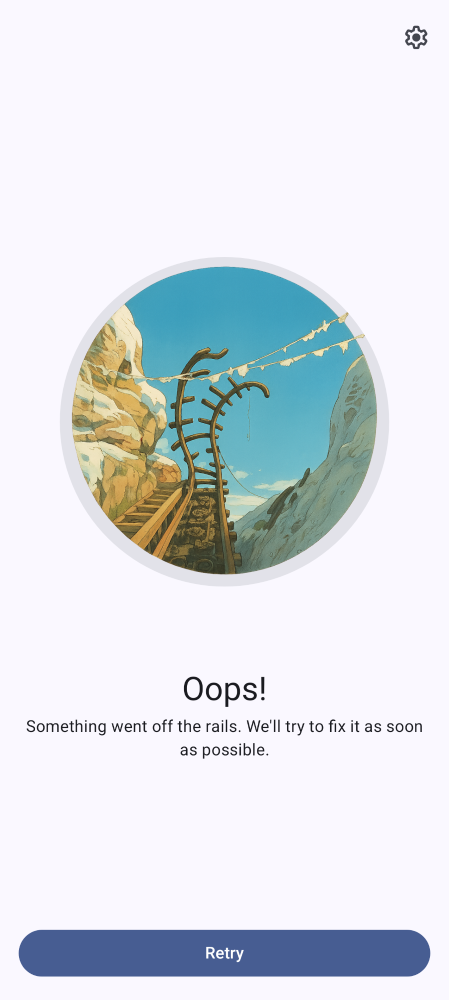 Oops!
Something went off the rails. We'll try to fix it as soon
as possible.
Retry